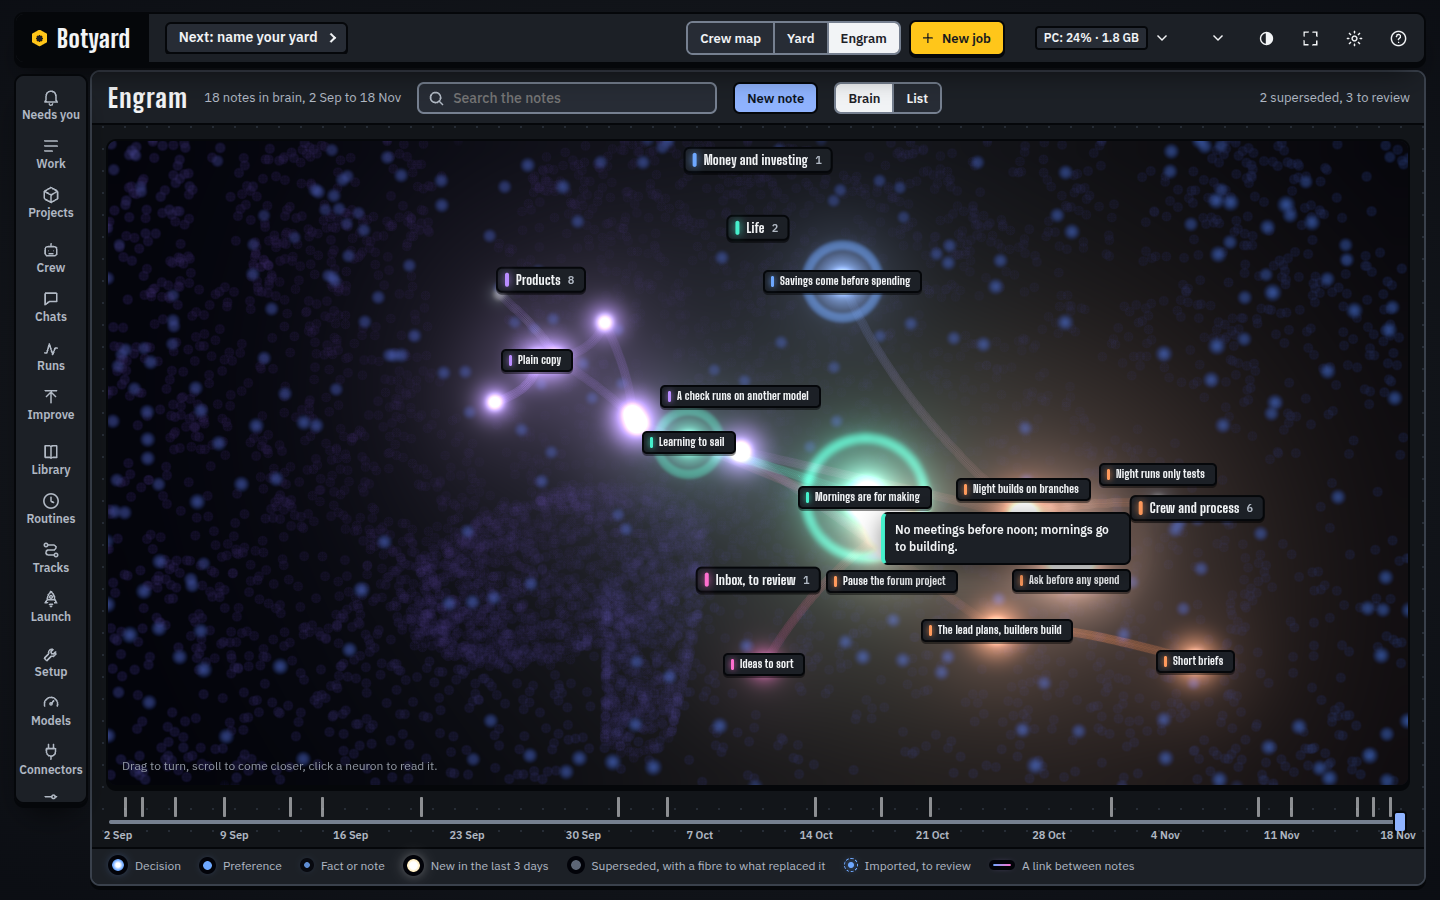 Botyard
Next: name your yard
Crew map
Yard
Engram
New job
PC: 24% · 1.8 GB
Needs you
Work
Projects
Crew
Chats
Runs
Improve
Library
Routines
Tracks
Launch
Setup
Models
Connectors
Engram
18 notes in brain, 2 Sep to 18 Nov
Search the notes
New note
Brain
List
2 superseded, 3 to review
Money and investing 1
Life 2
Products 8
Savings come before spending
Plain copy
A check runs on another model
Learning to sail
Night runs only tests
Night builds on branches
Mornings are for making
Crew and process 6
No meetings before noon; mornings go
to building.
Inbox, to review 1
Pause the forum project
Ask before any spend
The lead plans, builders build
Ideas to sort
Short briefs
Drag to turn, scroll to come closer, click a neuron to read it.
2 Sep
9 Sep
16 Sep
23 Sep
30 Sep
7 Oct
14 Oct
21 Oct
28 Oct
4 Nov
11 Nov
18 Nov
Decision
Preference
Fact or note
New in the last 3 days
Superseded, with a fibre to what replaced it
Imported, to review
A link between notes